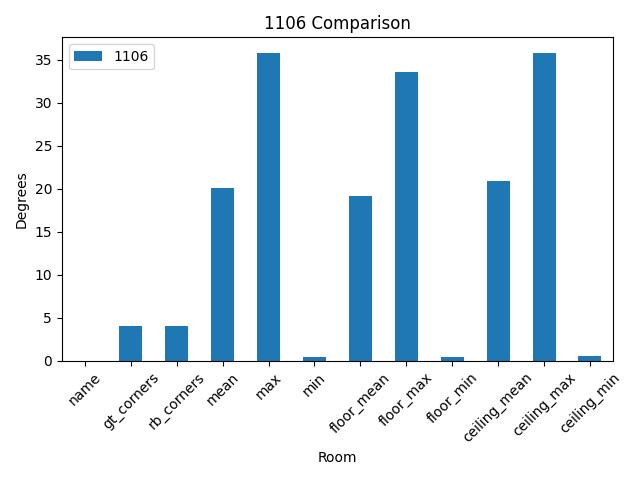 1106 Comparison
1106
Degrees
35
30
25
20
15
10
5
0
name
gt_corners
rb_corners
mean
max
min
floor_mean
floor_max
floor_min
ceiling_mean
ceiling_max
ceiling_min
Room